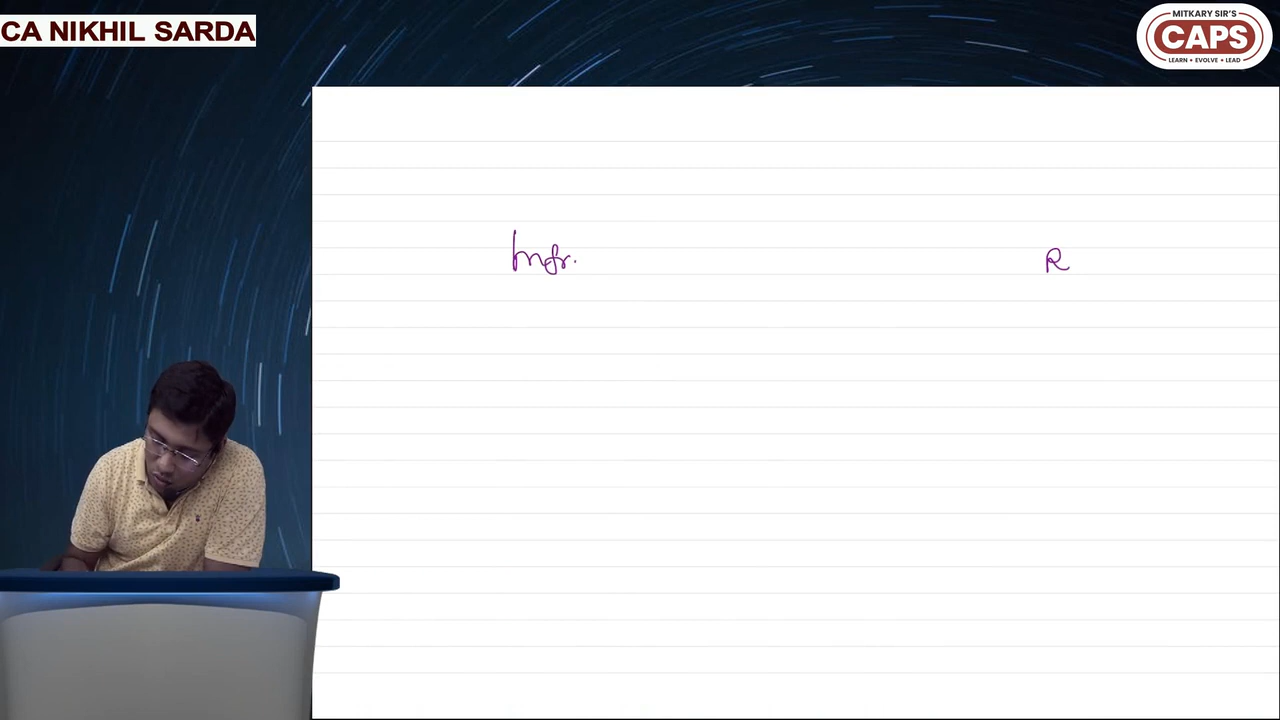 CA NIKHIL SARDA
MITKARY SIR'S
CAPS
LEARN • EVOLVE • LEAD
Mfr. R